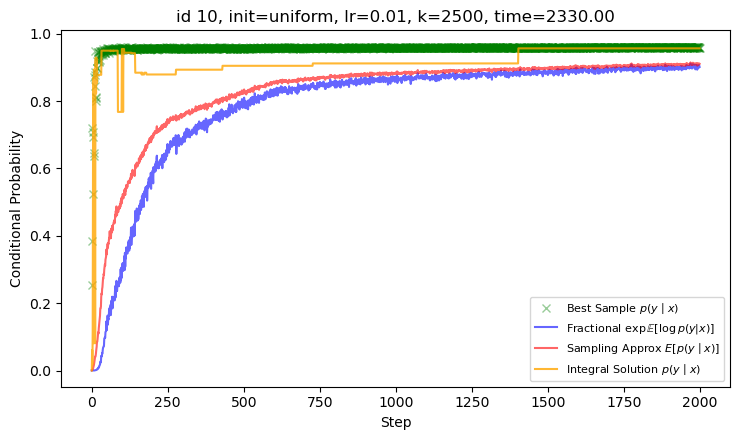 id 10, init=uniform, lr=0.01, k=2500, time=2330.00
Conditional Probability
1.0
0.8
0.6
0.4
0.2
0.0
Best Sample p(y | x)
Fractional exp𝔼[log p(y|x)]
Sampling Approx E[p(y | x)]
Integral Solution p(y | x)
0 250 500 750 1000 1250 1500 1750 2000
Step